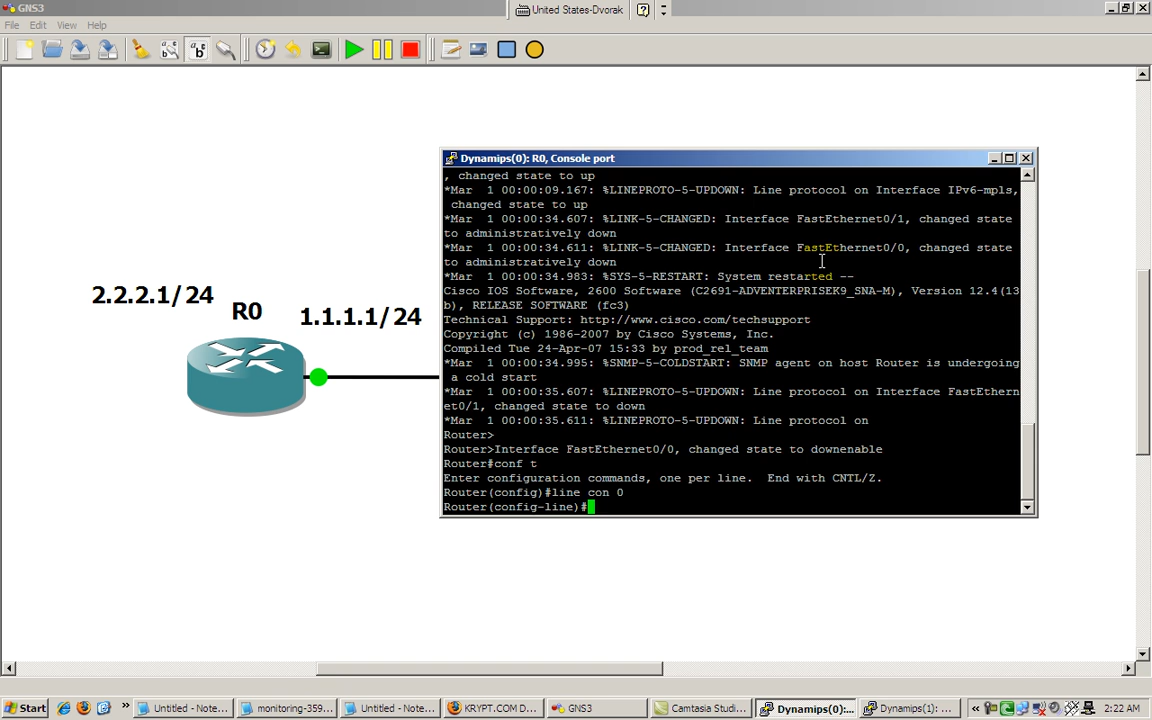 GNS3
United States-Dvorak
File Edit View Help
Dynamips(0): R0, Console port
, changed state to up
*Mar  1 00:00:09.167: %LINEPROTO-5-UPDOWN: Line protocol on Interface IPv6-mpls,
 changed state to up
*Mar  1 00:00:34.607: %LINK-5-CHANGED: Interface FastEthernet0/1, changed state
to administratively down
*Mar  1 00:00:34.611: %LINK-5-CHANGED: Interface FastEthernet0/0, changed state
to administratively down
*Mar  1 00:00:34.983: %SYS-5-RESTART: System restarted --
Cisco IOS Software, 2600 Software (C2691-ADVENTERPRISEK9_SNA-M), Version 12.4(13
b), RELEASE SOFTWARE (fc3)
Technical Support: http://www.cisco.com/techsupport
Copyright (c) 1986-2007 by Cisco Systems, Inc.
Compiled Tue 24-Apr-07 15:33 by prod_rel_team
*Mar  1 00:00:34.995: %SNMP-5-COLDSTART: SNMP agent on host Router is undergoing
 a cold start
*Mar  1 00:00:35.607: %LINEPROTO-5-UPDOWN: Line protocol on Interface FastEthern
et0/1, changed state to down
*Mar  1 00:00:35.611: %LINEPROTO-5-UPDOWN: Line protocol on
Router>
Router>Interface FastEthernet0/0, changed state to downenable
Router#conf t
Enter configuration commands, one per line.  End with CNTL/Z.
Router(config)#line con 0
Router(config-line)#
2.2.2.1/24
R0
1.1.1.1/24
Start
Untitled - Note...
monitoring-359...
Untitled - Note...
KRYPT.COM D...
GNS3
Camtasia Studi...
Dynamips(0):...
Dynamips(1): ...
2:22 AM